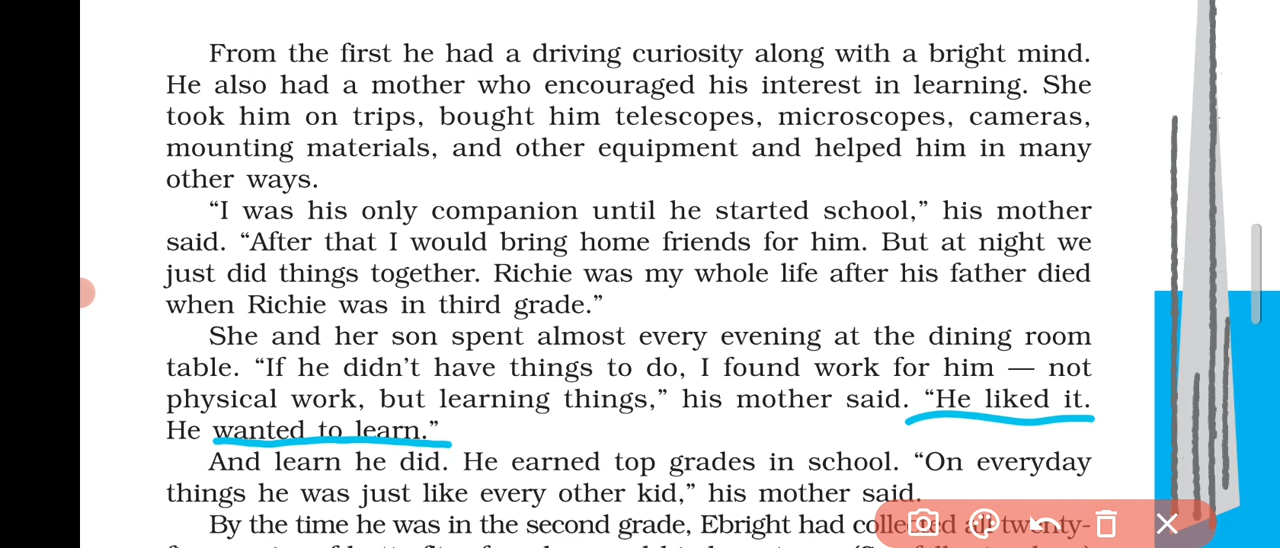 From the first he had a driving curiosity along with a bright mind.
He also had a mother who encouraged his interest in learning. She
took him on trips, bought him telescopes, microscopes, cameras,
mounting materials, and other equipment and helped him in many
other ways.
“I was his only companion until he started school,” his mother
said. “After that I would bring home friends for him. But at night we
just did things together. Richie was my whole life after his father died
when Richie was in third grade.”
She and her son spent almost every evening at the dining room
table. “If he didn’t have things to do, I found work for him — not
physical work, but learning things,” his mother said. “He liked it.
He wanted to learn.”
And learn he did. He earned top grades in school. “On everyday
things he was just like every other kid,” his mother said.
By the time he was in the second grade, Ebright had collected all twenty-